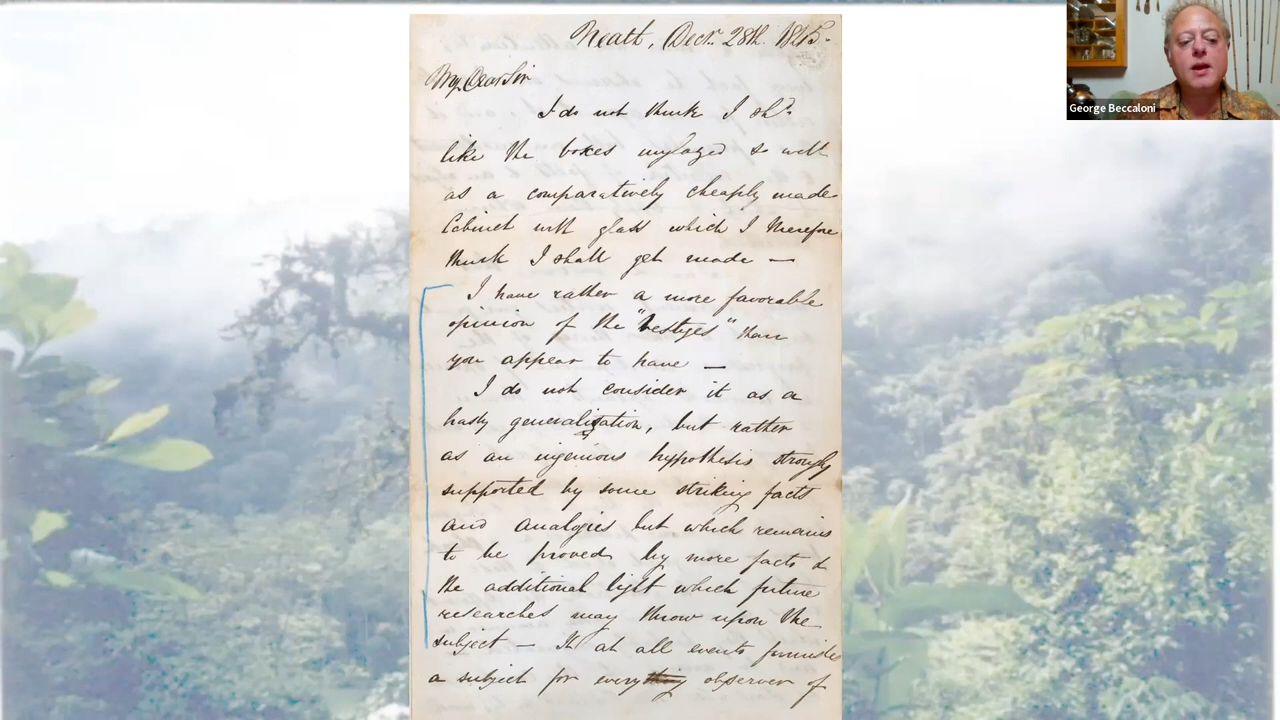 Neath, Decr. 28th. 1845.
My Dear Sir
I do not think I shd.
like the boxes unglazed so well
as a comparatively cheaply made
Cabinet with glass which I therefore
think I shall get made —
I have rather a more favorable
opinion of the "Vestiges" than
you appear to have —
I do not consider it as a
hasty generalization, but rather
as an ingenious hypothesis strongly
supported by some striking facts
and analogies but which remains
to be proved by more facts &
the additional light which future
researches may throw upon the
subject — It at all events furnishes
a subject for every observer of
George Beccaloni